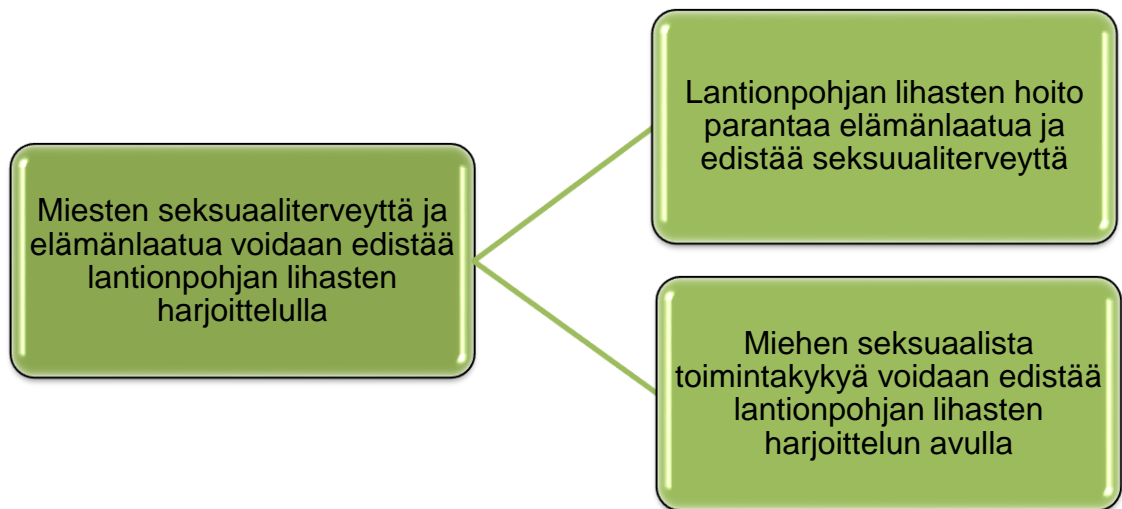 Miesten seksuaaliterveyttä ja
elämänlaatua voidaan edistää
lantionpohjan lihasten
harjoittelulla
Lantionpohjan lihasten hoito
parantaa elämänlaatua ja
edistää seksuualiterveyttä
Miehen seksuaalista
toimintakykyä voidaan edistää
lantionpohjan lihasten
harjoittelun avulla